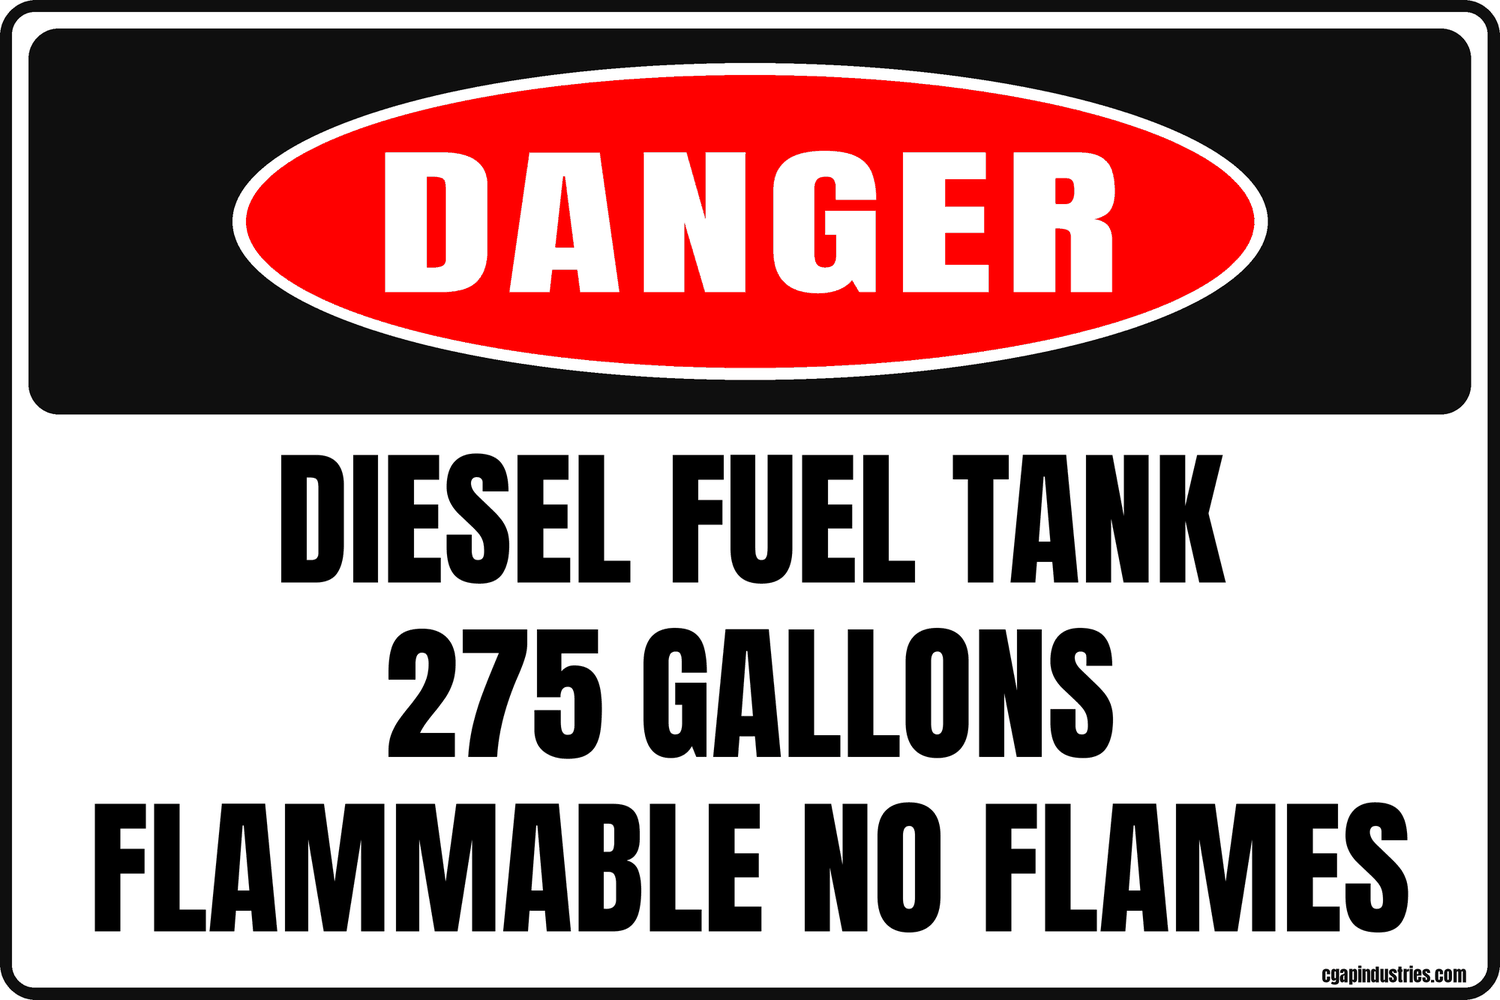 DANGER
DIESEL FUEL TANK
275 GALLONS
FLAMMABLE NO FLAMES
cgapindustries.com